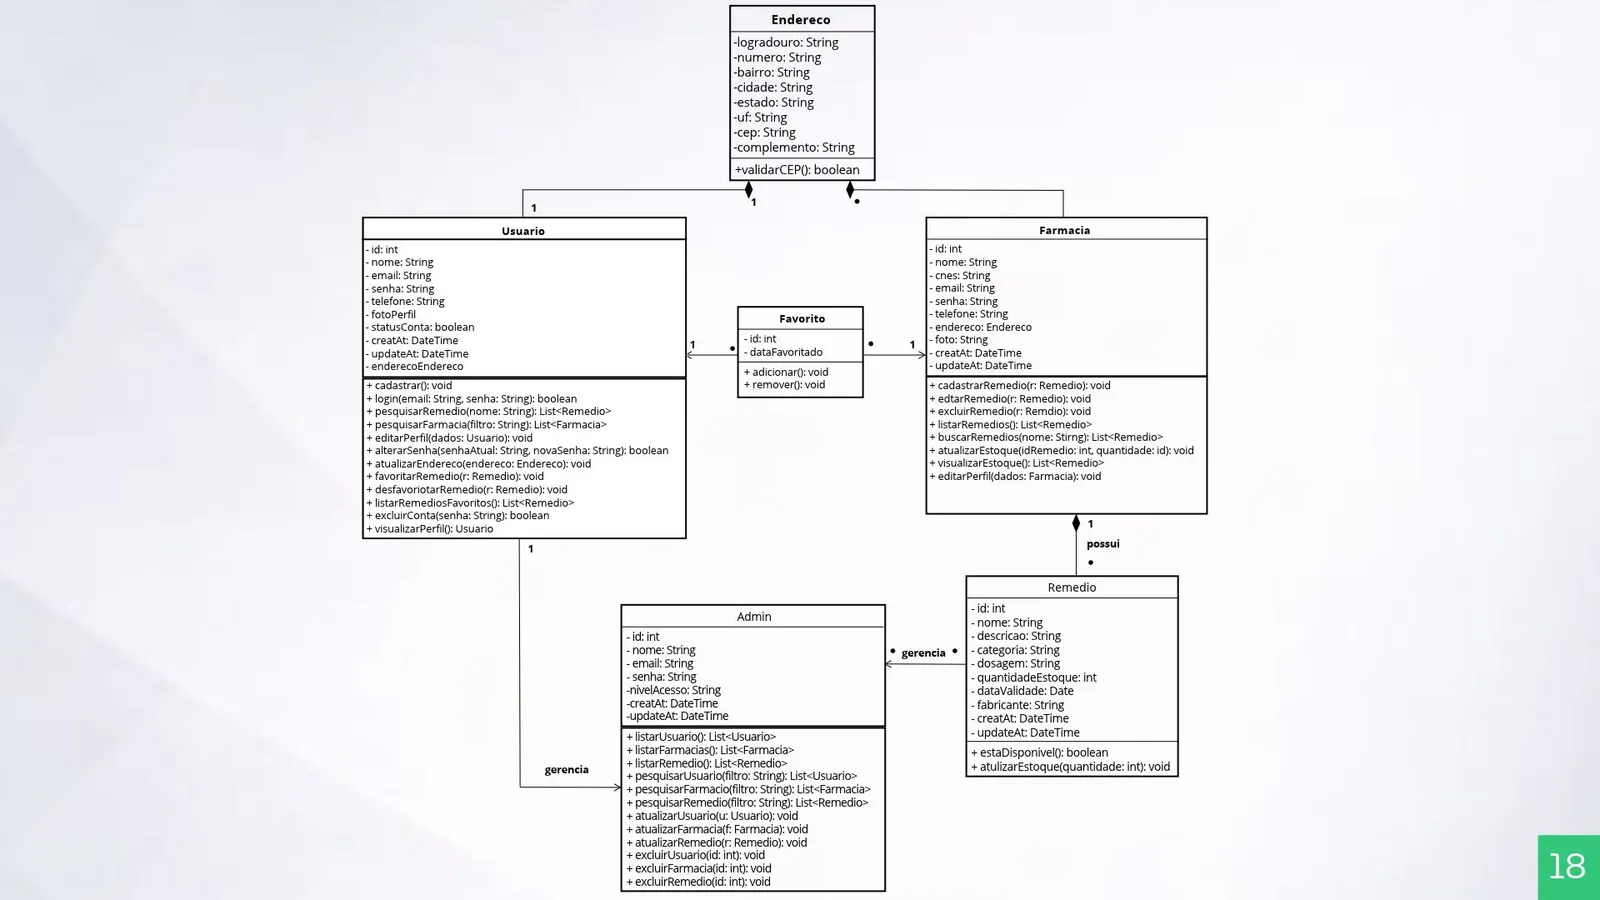 Endereco
-logradouro: String
-numero: String
-bairro: String
-cidade: String
-estado: String
-uf: String
-cep: String
-complemento: String
+validarCEP(): boolean
1
1
•
Usuario
- id: int
- nome: String
- email: String
- senha: String
- telefone: String
- fotoPerfil
- statusConta: boolean
- creatAt: DateTime
- updateAt: DateTime
- enderecoEndereco
+ cadastrar(): void
+ login(email: String, senha: String): boolean
+ pesquisarRemedio(nome: String): List<Remedio>
+ pesquisarFarmacia(filtro: String): List<Farmacia>
+ editarPerfil(dados: Usuario): void
+ alterarSenha(senhaAtual: String, novaSenha: String): boolean
+ atualizarEndereco(endereco: Endereco): void
+ favoritarRemedio(r: Remedio): void
+ desfavoriotarRemedio(r: Remedio): void
+ listarRemediosFavoritos(): List<Remedio>
+ excluirConta(senha: String): boolean
+ visualizarPerfil(): Usuario
1
•
Favorito
- id: int
- dataFavoritado
+ adicionar(): void
+ remover(): void
•
1
Farmacia
- id: int
- nome: String
- cnes: String
- email: String
- senha: String
- telefone: String
- endereco: Endereco
- foto: String
- creatAt: DateTime
- updateAt: DateTime
+ cadastrarRemedio(r: Remedio): void
+ edtarRemedio(r: Remedio): void
+ excluirRemedio(r: Remdio): void
+ listarRemedios(): List<Remedio>
+ buscarRemedios(nome: Stirng): List<Remedio>
+ atualizarEstoque(idRemedio: int, quantidade: id): void
+ visualizarEstoque(): List<Remedio>
+ editarPerfil(dados: Farmacia): void
1
possui
•
1
gerencia
Admin
- id: int
- nome: String
- email: String
- senha: String
-nivelAcesso: String
-creatAt: DateTime
-updateAt: DateTime
+ listarUsuario(): List<Usuario>
+ listarFarmacias(): List<Farmacia>
+ listarRemedio(): List<Remedio>
+ pesquisarUsuario(filtro: String): List<Usuario>
+ pesquisarFarmacio(filtro: String): List<Farmacia>
+ pesquisarRemedio(filtro: String): List<Remedio>
+ atualizarUsuario(u: Usuario): void
+ atualizarFarmacia(f: Farmacia): void
+ atualizarRemedio(r: Remedio): void
+ excluirUsuario(id: int): void
+ excluirFarmacia(id: int): void
+ excluirRemedio(id: int): void
• gerencia •
Remedio
- id: int
- nome: String
- descricao: String
- categoria: String
- dosagem: String
- quantidadeEstoque: int
- dataValidade: Date
- fabricante: String
- creatAt: DateTime
- updateAt: DateTime
+ estaDisponivel(): boolean
+ atulizarEstoque(quantidade: int): void
18